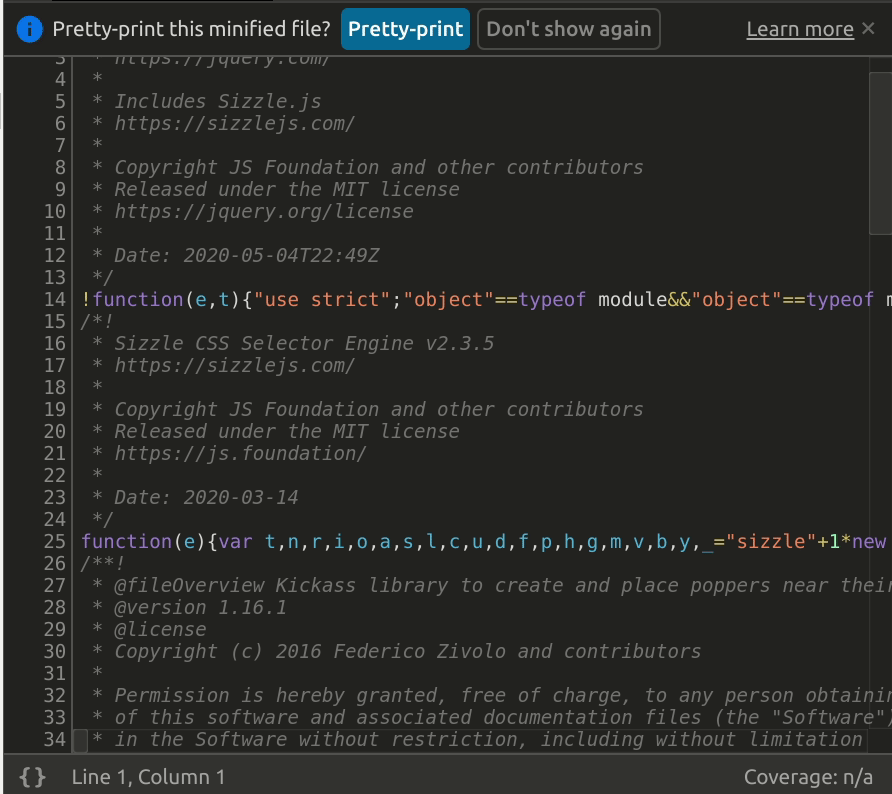 Pretty-print this minified file? Pretty-print Don't show again Learn more ×
3 * https://jquery.com/
4 *
5 * Includes Sizzle.js
6 * https://sizzlejs.com/
7 *
8 * Copyright JS Foundation and other contributors
9 * Released under the MIT license
10 * https://jquery.org/license
11 *
12 * Date: 2020-05-04T22:49Z
13 */
14 !function(e,t){"use strict";"object"==typeof module&&"object"==typeof m
15 /*!
16 * Sizzle CSS Selector Engine v2.3.5
17 * https://sizzlejs.com/
18 *
19 * Copyright JS Foundation and other contributors
20 * Released under the MIT license
21 * https://js.foundation/
22 *
23 * Date: 2020-03-14
24 */
25 function(e){var t,n,r,i,o,a,s,l,c,u,d,f,p,h,g,m,v,b,y,_="sizzle"+1*new
26 /**!
27 * @fileOverview Kickass library to create and place poppers near their
28 * @version 1.16.1
29 * @license
30 * Copyright (c) 2016 Federico Zivolo and contributors
31 *
32 * Permission is hereby granted, free of charge, to any person obtainin
33 * of this software and associated documentation files (the "Software")
34 * in the Software without restriction, including without limitation
{} Line 1, Column 1 Coverage: n/a